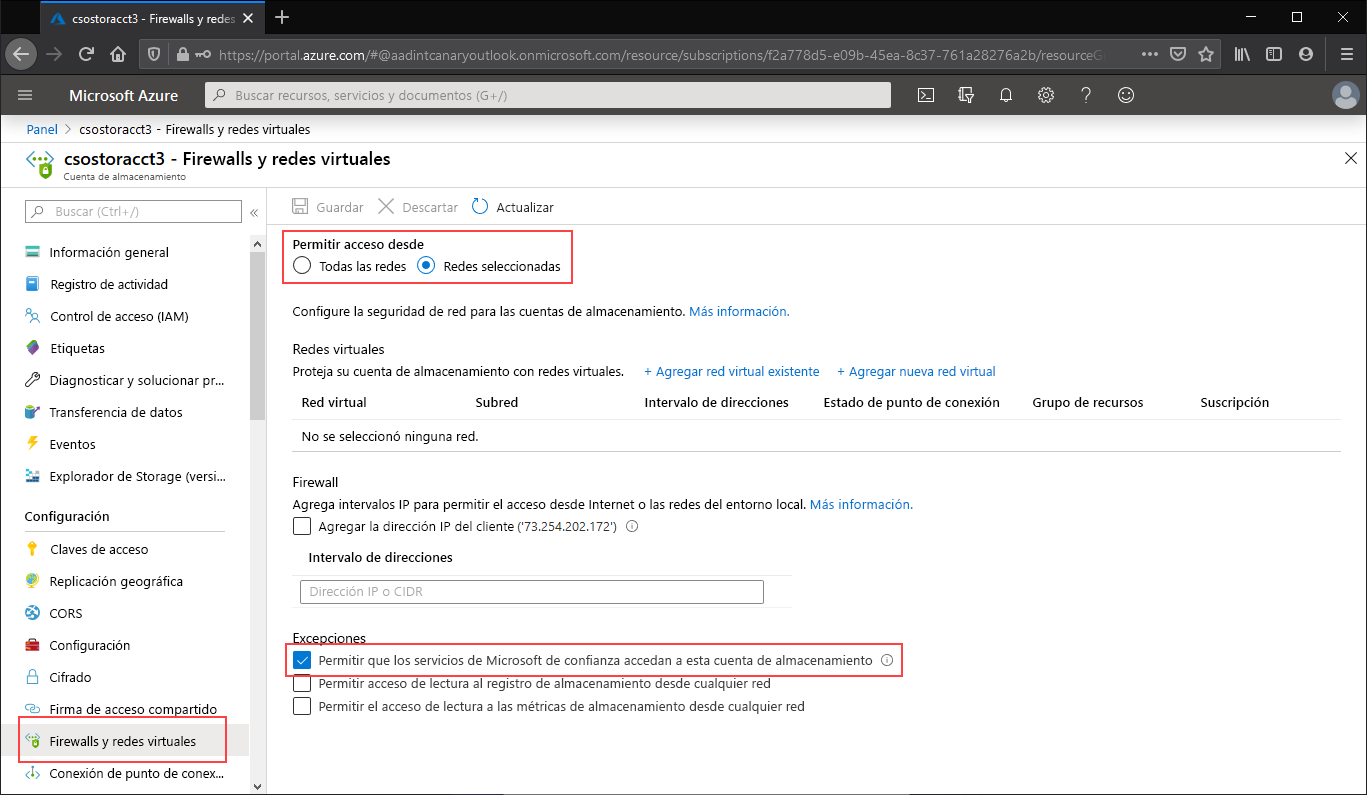 csostoracct3 - Firewalls y redes
https://portal.azure.com/#@aadintcanaryoutlook.onmicrosoft.com/resource/subscriptions/f2a778d5-e09b-45ea-8c37-761a28276a2b/resourceG
Microsoft Azure
Buscar recursos, servicios y documentos (G+/)
Panel > csostoracct3 - Firewalls y redes virtuales
csostoracct3 - Firewalls y redes virtuales
Cuenta de almacenamiento
Buscar (Ctrl+/)
«
Información general
Registro de actividad
Control de acceso (IAM)
Etiquetas
Diagnosticar y solucionar pr...
Transferencia de datos
Eventos
Explorador de Storage (versi...
Configuración
Claves de acceso
Replicación geográfica
CORS
Configuración
Cifrado
Firma de acceso compartido
Firewalls y redes virtuales
Conexión de punto de conex...
Guardar Descartar Actualizar
Permitir acceso desde
Todas las redes Redes seleccionadas
Configure la seguridad de red para las cuentas de almacenamiento. Más información.
Redes virtuales
Proteja su cuenta de almacenamiento con redes virtuales. + Agregar red virtual existente + Agregar nueva red virtual
Red virtual Subred Intervalo de direcciones Estado de punto de conexión Grupo de recursos Suscripción
No se seleccionó ninguna red.
Firewall
Agrega intervalos IP para permitir el acceso desde Internet o las redes del entorno local. Más información.
Agregar la dirección IP del cliente ('73.254.202.172')
Intervalo de direcciones
Dirección IP o CIDR
Excepciones
Permitir que los servicios de Microsoft de confianza accedan a esta cuenta de almacenamiento
Permitir acceso de lectura al registro de almacenamiento desde cualquier red
Permitir el acceso de lectura a las métricas de almacenamiento desde cualquier red